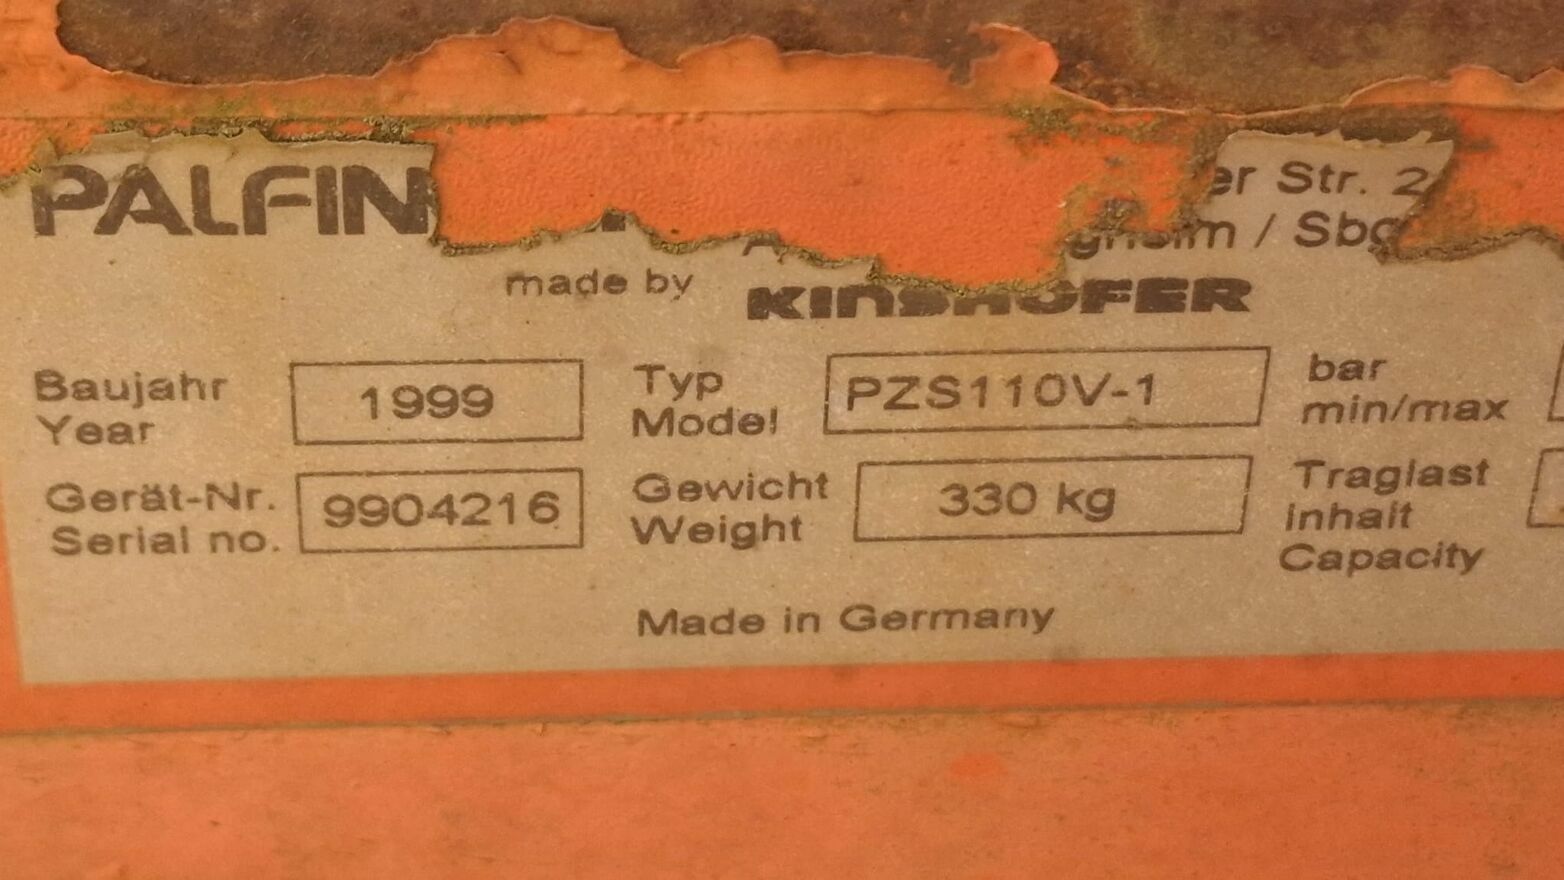 PALFIN
er Str. 2
/ Sbg
made by KINSHOFER
Baujahr
Year
1999
Typ
Model
PZS110V-1
bar
min/max
Gerät-Nr.
Serial no.
9904216
Gewicht
Weight
330 kg
Traglast
Inhalt
Capacity
Made in Germany